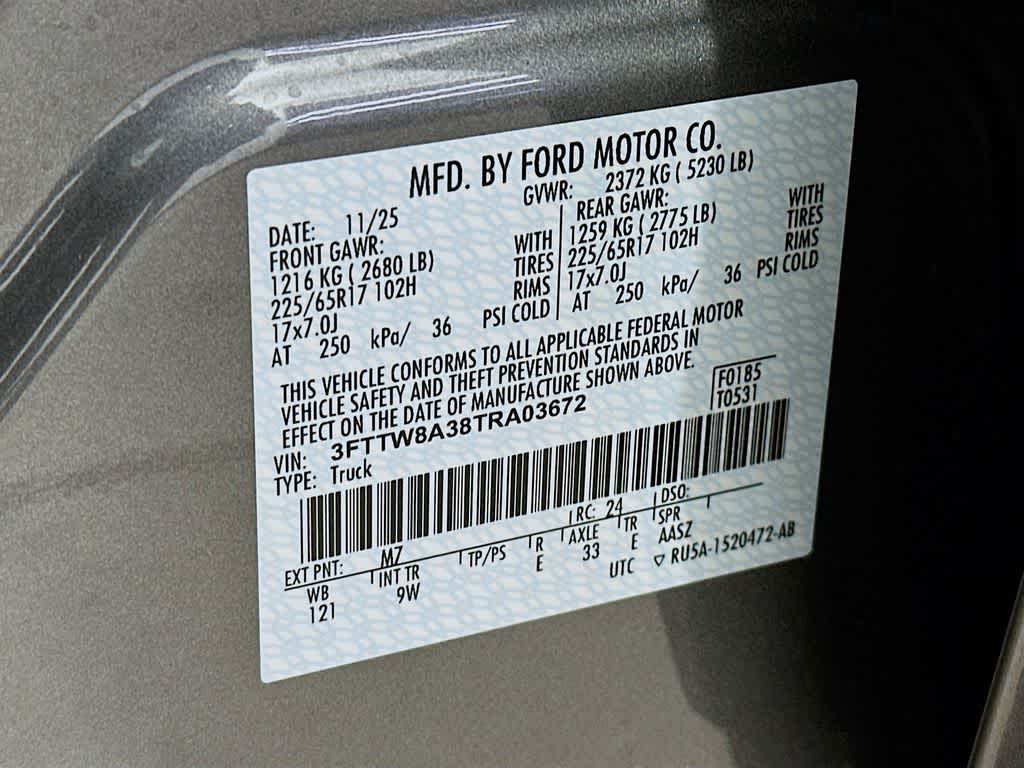 MFD. BY FORD MOTOR CO.
DATE: 11/25 GVWR: 2372 KG ( 5230 LB)
FRONT GAWR: REAR GAWR:
1216 KG ( 2680 LB) WITH 1259 KG ( 2775 LB) WITH
225/65R17 102H TIRES 225/65R17 102H TIRES
17x7.0J RIMS 17x7.0J RIMS
AT 250 kPa/ 36 PSI COLD AT 250 kPa/ 36 PSI COLD
THIS VEHICLE CONFORMS TO ALL APPLICABLE FEDERAL MOTOR
VEHICLE SAFETY AND THEFT PREVENTION STANDARDS IN
EFFECT ON THE DATE OF MANUFACTURE SHOWN ABOVE.
VIN: 3FTTW8A38TRA03672 F0185
TYPE: Truck T0531
EXT PNT: M7 RC: 24 DSO:
WB INT TR TP/PS R AXLE TR SPR
121 9W E 33 E AASZ
UTC ▽ RU5A-1520472-AB